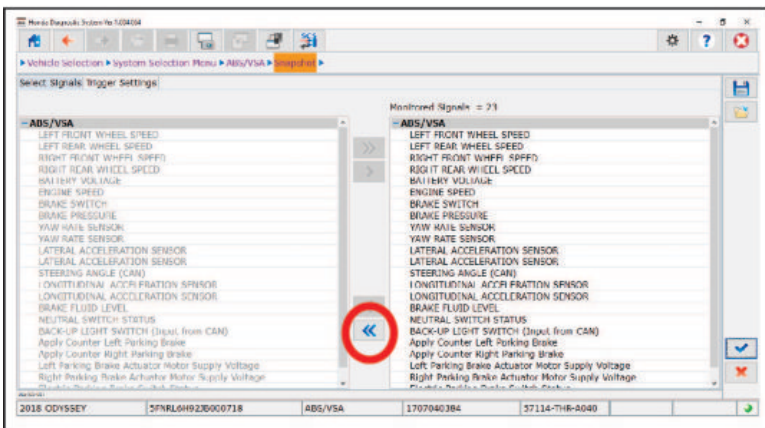 Honda Diagnostic System Ver 1.004.064
Vehicle Selection ▸ System Selection Menu ▸ ABS/VSA ▸ Snapshot
Select Signals Trigger Settings
Monitored Signals = 23
ABS/VSA
LEFT FRONT WHEEL SPEED
LEFT REAR WHEEL SPEED
RIGHT FRONT WHEEL SPEED
RIGHT REAR WHEEL SPEED
BATTERY VOLTAGE
ENGINE SPEED
BRAKE SWITCH
BRAKE PRESSURE
YAW RATE SENSOR
YAW RATE SENSOR
LATERAL ACCELERATION SENSOR
LATERAL ACCELERATION SENSOR
STEERING ANGLE (CAN)
LONGITUDINAL ACCELERATION SENSOR
LONGITUDINAL ACCELERATION SENSOR
BRAKE FLUID LEVEL
NEUTRAL SWITCH STATUS
BACK-UP LIGHT SWITCH (Input from CAN)
Apply Counter Left Parking Brake
Apply Counter Right Parking Brake
Left Parking Brake Actuator Motor Supply Voltage
Right Parking Brake Actuator Motor Supply Voltage
ABS/VSA
LEFT FRONT WHEEL SPEED
LEFT REAR WHEEL SPEED
RIGHT FRONT WHEEL SPEED
RIGHT REAR WHEEL SPEED
BATTERY VOLTAGE
ENGINE SPEED
BRAKE SWITCH
BRAKE PRESSURE
YAW RATE SENSOR
YAW RATE SENSOR
LATERAL ACCELERATION SENSOR
LATERAL ACCELERATION SENSOR
STEERING ANGLE (CAN)
LONGITUDINAL ACCELERATION SENSOR
LONGITUDINAL ACCELERATION SENSOR
BRAKE FLUID LEVEL
NEUTRAL SWITCH STATUS
BACK-UP LIGHT SWITCH (Input from CAN)
Apply Counter Left Parking Brake
Apply Counter Right Parking Brake
Left Parking Brake Actuator Motor Supply Voltage
Right Parking Brake Actuator Motor Supply Voltage
2018 ODYSSEY 5FNRL6H92JB000718 ABS/VSA 1707040384 57114-THR-A040